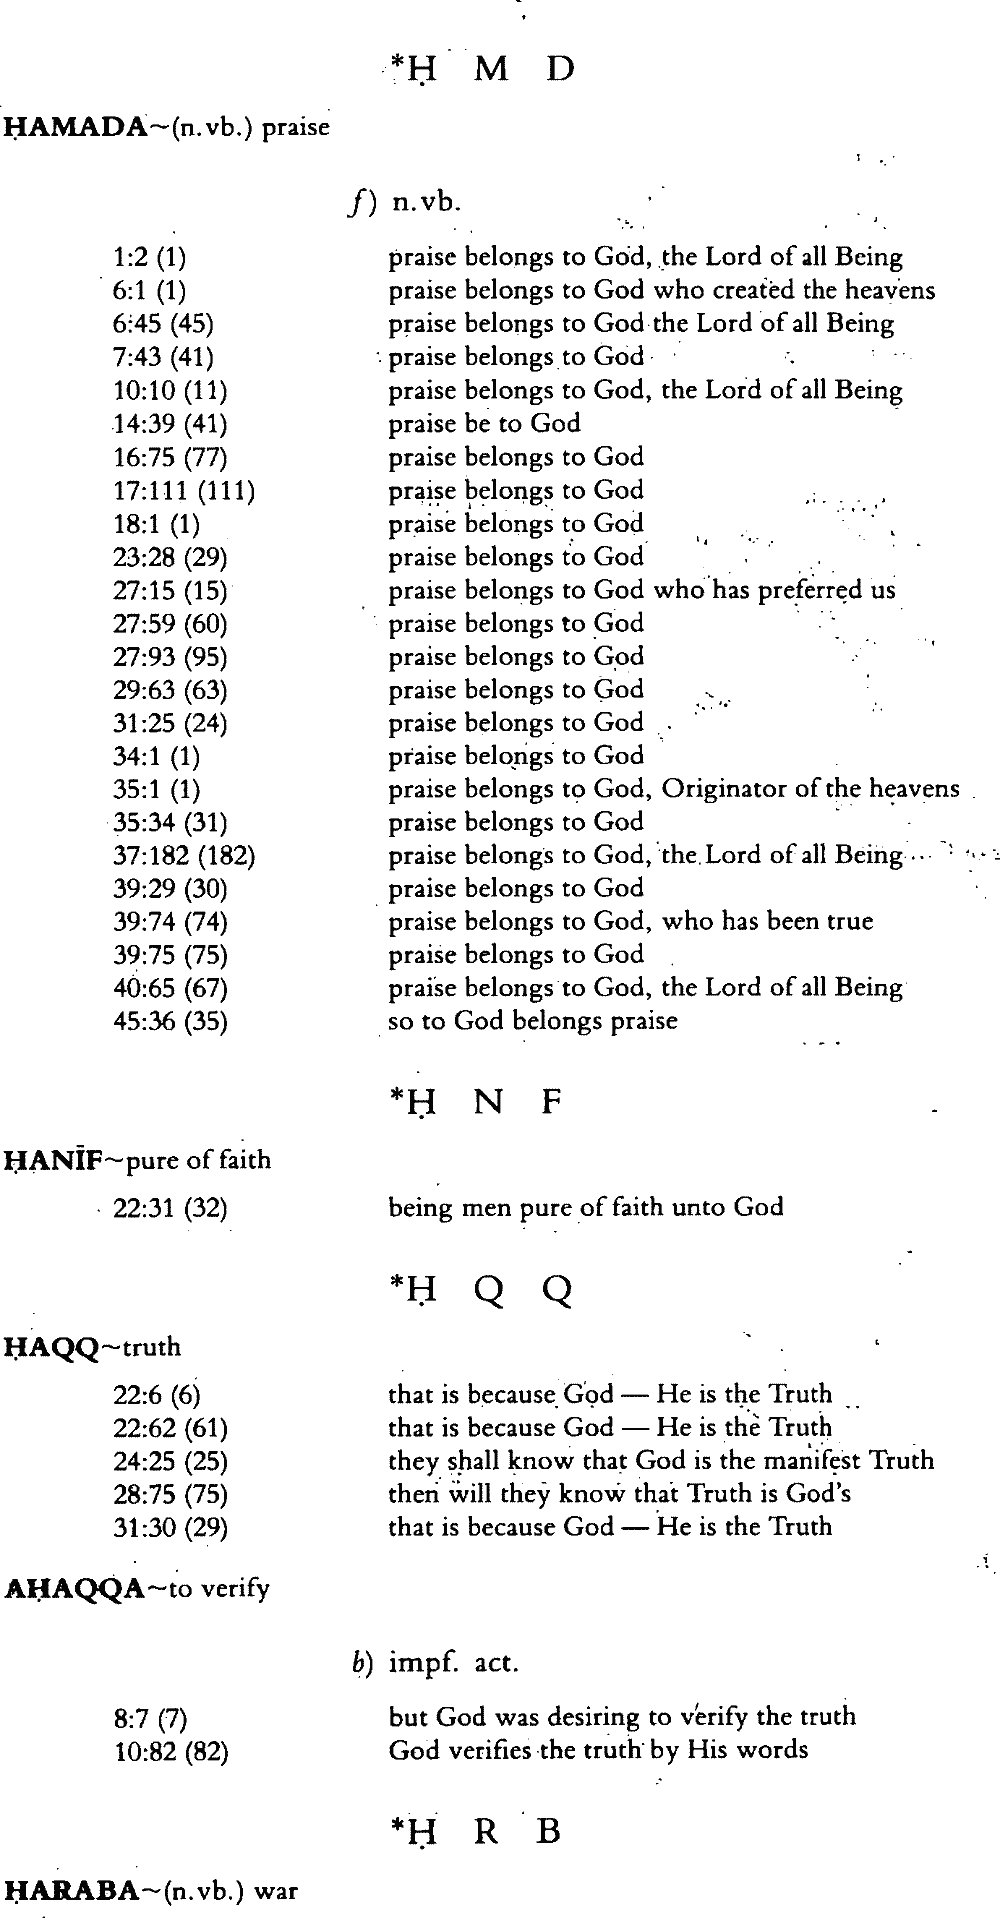 *Ḥ M D
ḤAMADA~(n.vb.) praise
f) n.vb.
1:2 (1) praise belongs to God, the Lord of all Being
6:1 (1) praise belongs to God who created the heavens
6:45 (45) praise belongs to God the Lord of all Being
7:43 (41) praise belongs to God
10:10 (11) praise belongs to God, the Lord of all Being
14:39 (41) praise be to God
16:75 (77) praise belongs to God
17:111 (111) praise belongs to God
18:1 (1) praise belongs to God
23:28 (29) praise belongs to God
27:15 (15) praise belongs to God who has preferred us
27:59 (60) praise belongs to God
27:93 (95) praise belongs to God
29:63 (63) praise belongs to God
31:25 (24) praise belongs to God
34:1 (1) praise belongs to God
35:1 (1) praise belongs to God, Originator of the heavens
35:34 (31) praise belongs to God
37:182 (182) praise belongs to God, the Lord of all Being
39:29 (30) praise belongs to God
39:74 (74) praise belongs to God, who has been true
39:75 (75) praise belongs to God
40:65 (67) praise belongs to God, the Lord of all Being
45:36 (35) so to God belongs praise
*Ḥ N F
ḤANĪF~pure of faith
22:31 (32) being men pure of faith unto God
*Ḥ Q Q
ḤAQQ~truth
22:6 (6) that is because God — He is the Truth
22:62 (61) that is because God — He is the Truth
24:25 (25) they shall know that God is the manifest Truth
28:75 (75) then will they know that Truth is God's
31:30 (29) that is because God — He is the Truth
AḤAQQA~to verify
b) impf. act.
8:7 (7) but God was desiring to verify the truth
10:82 (82) God verifies the truth by His words
*Ḥ R B
ḤARABA~(n.vb.) war